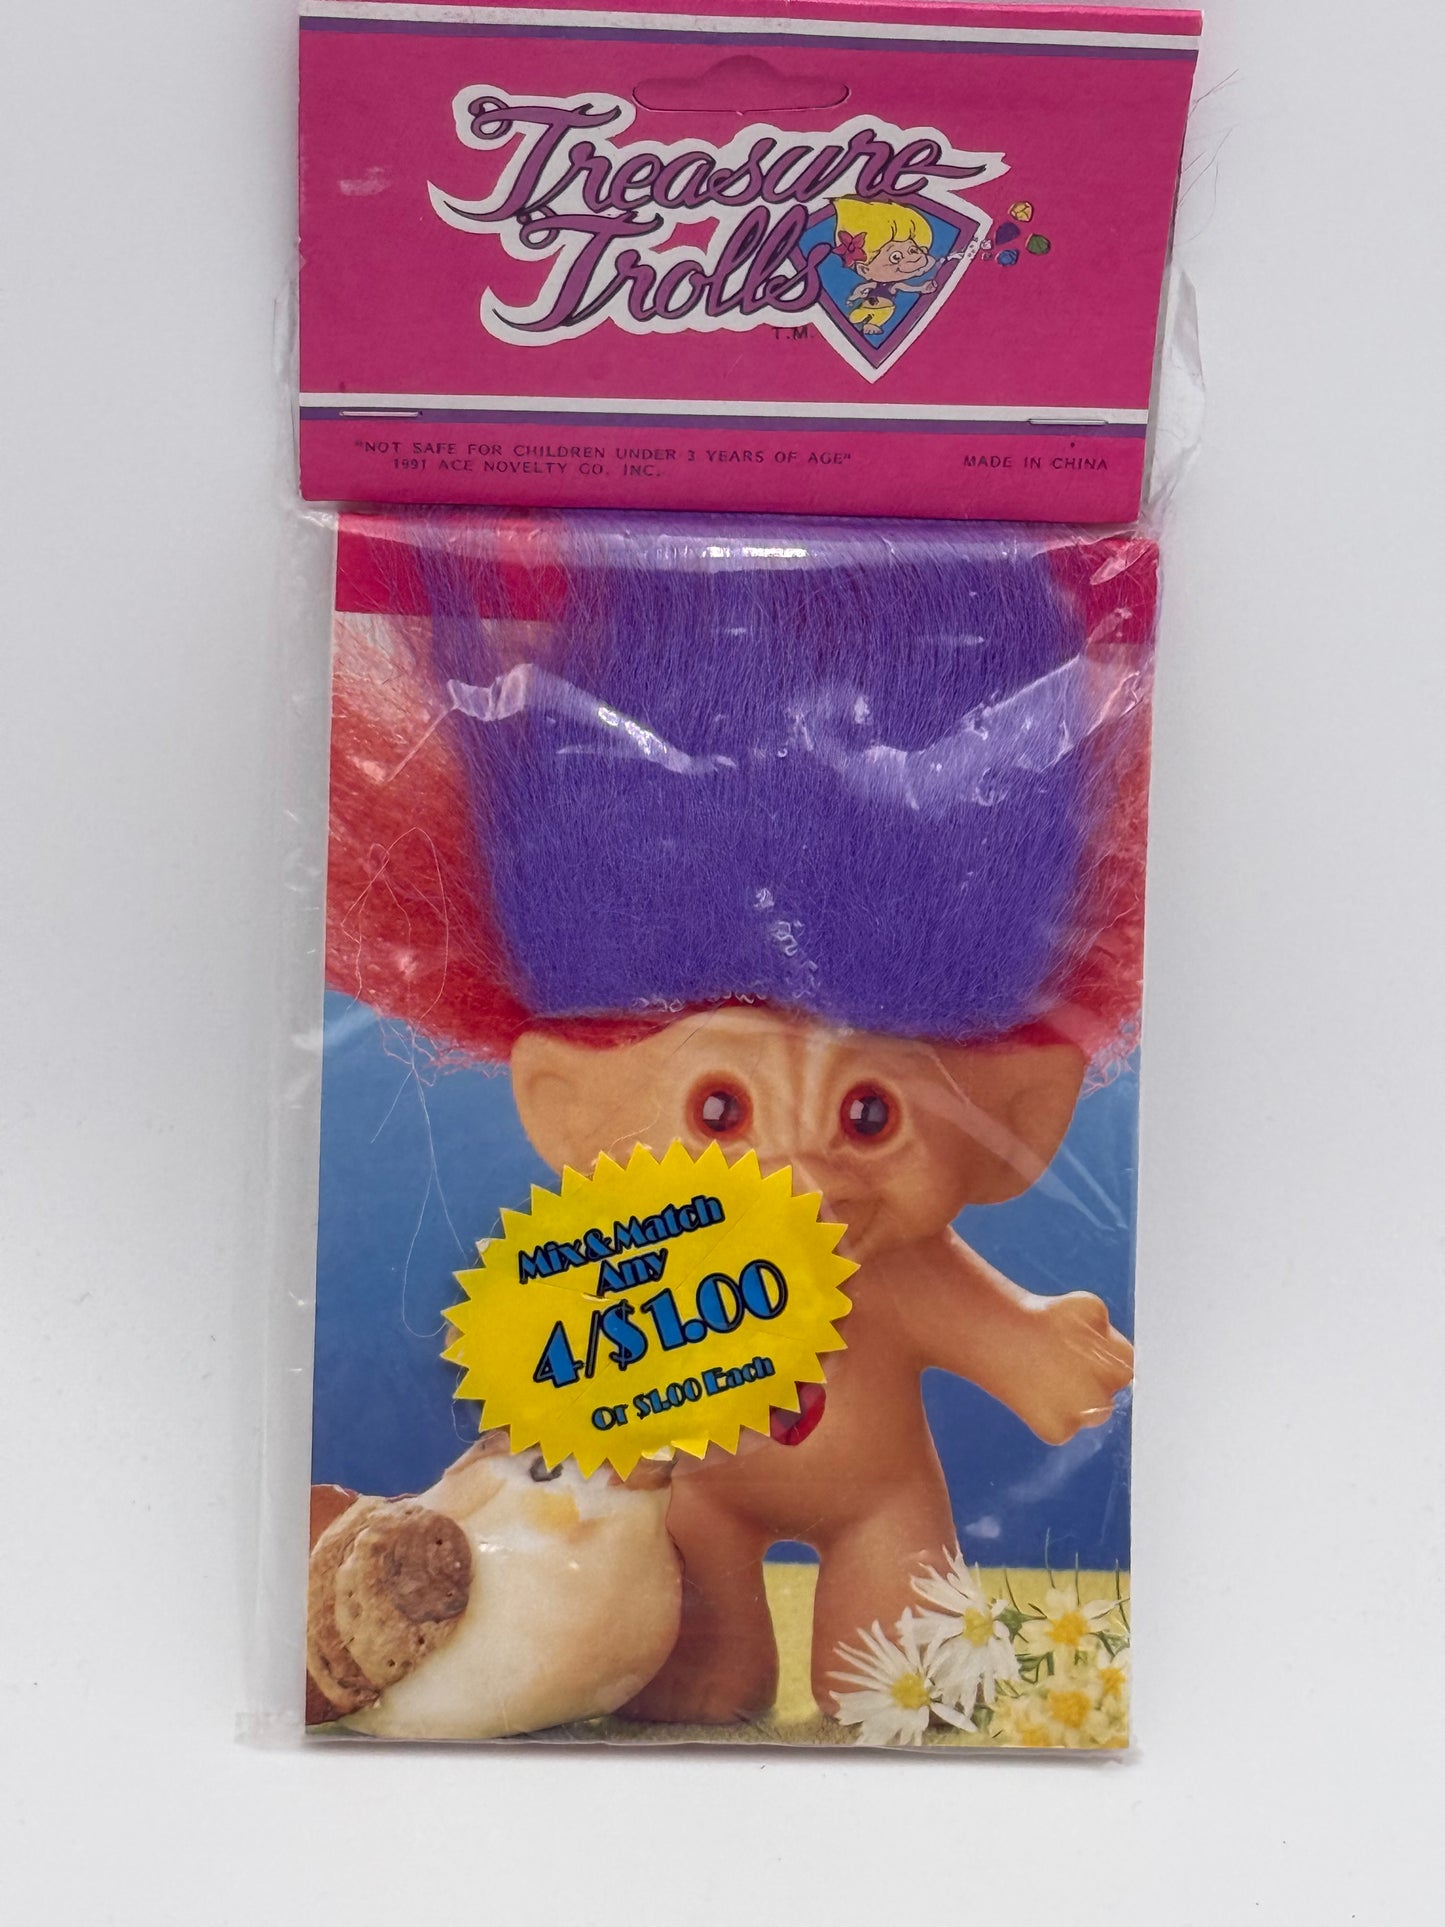 Treasure
Trolls
T.M.
"NOT SAFE FOR CHILDREN UNDER 3 YEARS OF AGE"
1991 ACE NOVELTY CO. INC.
MADE IN CHINA
Mix&Match
Any
4/$1.00
Or $1.00 Each